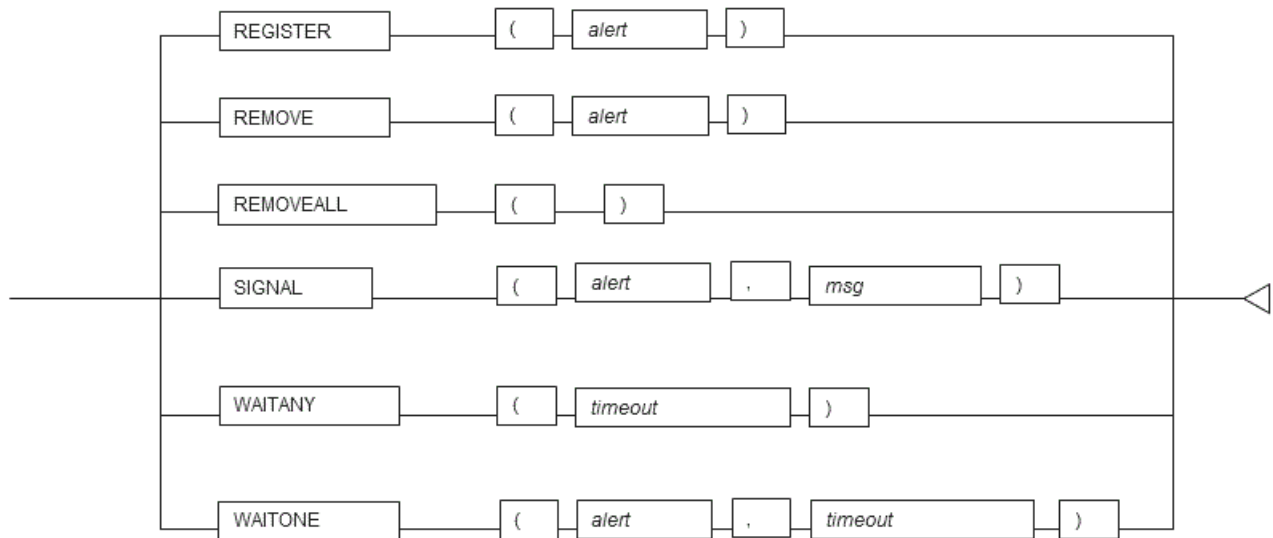 REGISTER ( alert )
REMOVE ( alert )
REMOVEALL ( )
SIGNAL ( alert , msg )
WAITANY ( timeout )
WAITONE ( alert , timeout )